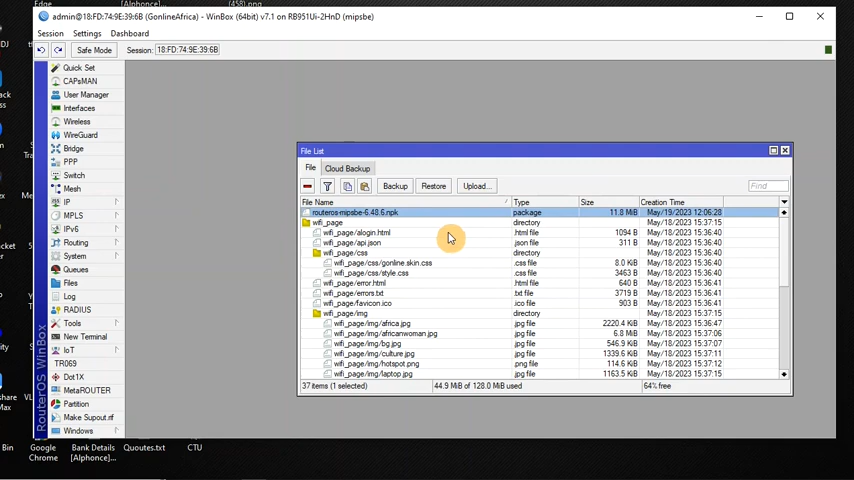 Edge
[Alphonce]...
(458).png
admin@18:FD:74:9E:39:6B (GonlineAfrica) - WinBox (64bit) v7.1 on RB951Ui-2HnD (mipsbe)
Session Settings Dashboard
Safe Mode Session: 18:FD:74:9E:39:6B
Quick Set
CAPsMAN
User Manager
Interfaces
Wireless
WireGuard
Bridge
PPP
Switch
Mesh
IP
MPLS
IPv6
Routing
System
Queues
Files
Log
RADIUS
Tools
New Terminal
IoT
TR069
Dot1X
MetaROUTER
Partition
Make Supout.rif
Windows
RouterOS WinBox
File List
File Cloud Backup
Backup Restore Upload... Find
File Name Type Size Creation Time
routeros-mipsbe-6.48.6.npk package 11.8 MiB May/19/2023 12:06:28
wifi_page directory May/18/2023 15:36:40
wifi_page/alogin.html .html file 1094 B May/18/2023 15:36:40
wifi_page/api.json .json file 311 B May/18/2023 15:36:40
wifi_page/css directory May/18/2023 15:36:40
wifi_page/css/gonline.skin.css .css file 8.0 KiB May/18/2023 15:36:40
wifi_page/css/style.css .css file 3463 B May/18/2023 15:36:40
wifi_page/error.html .html file 640 B May/18/2023 15:36:41
wifi_page/errors.txt .txt file 3719 B May/18/2023 15:36:41
wifi_page/favicon.ico .ico file 903 B May/18/2023 15:36:41
wifi_page/img directory May/18/2023 15:37:15
wifi_page/img/africa.jpg .jpg file 2220.4 KiB May/18/2023 15:36:47
wifi_page/img/africanwoman.jpg .jpg file 6.8 MiB May/18/2023 15:37:06
wifi_page/img/bg.jpg .jpg file 546.9 KiB May/18/2023 15:37:07
wifi_page/img/culture.jpg .jpg file 1339.6 KiB May/18/2023 15:37:11
wifi_page/img/hotspot.png .png file 114.6 KiB May/18/2023 15:37:12
wifi_page/img/laptop.jpg .jpg file 1163.5 KiB May/18/2023 15:37:15
37 items (1 selected) 44.9 MiB of 128.0 MiB used 64% free
Bin Google Chrome
Bank Details [Alphonce]...
Quoutes.txt
CTU